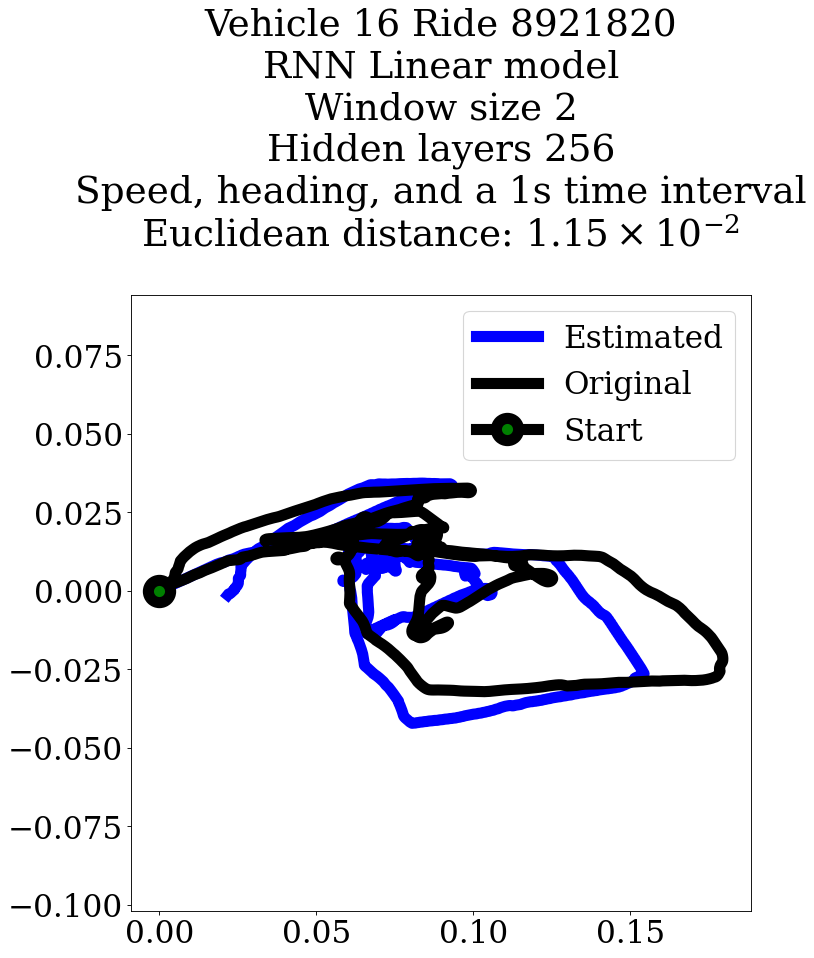 Vehicle 16 Ride 8921820
RNN Linear model
Window size 2
Hidden layers 256
Speed, heading, and a 1s time interval
Euclidean distance: 1.15 × 10⁻²
Estimated
Original
Start
0.075
0.050
0.025
0.000
−0.025
−0.050
−0.075
−0.100
0.00 0.05 0.10 0.15